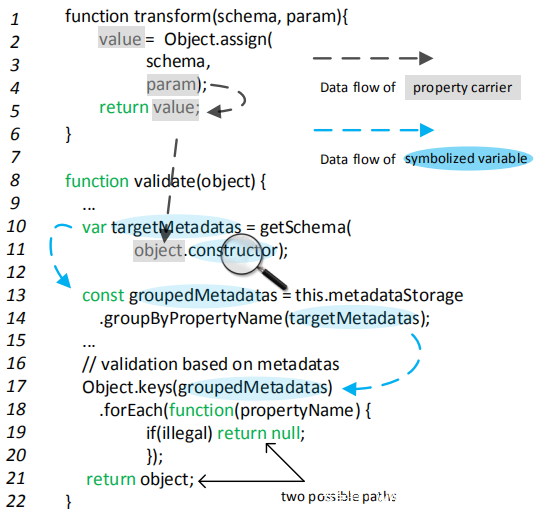 1 function transform(schema, param){
2 value = Object.assign(
3 schema,
4 param);
5 return value;
6 }
7
8 function validate(object) {
9 ...
10 var targetMetadatas = getSchema(
11 object.constructor);
12
13 const groupedMetadatas = this.metadataStorage
14 .groupByPropertyName(targetMetadatas);
15 ...
16 // validation based on metadatas
17 Object.keys(groupedMetadatas)
18 .forEach(function(propertyName) {
19 if(illegal) return null;
20 });
21 return object;
22 }
Data flow of property carrier
Data flow of symbolized variable
two possible paths